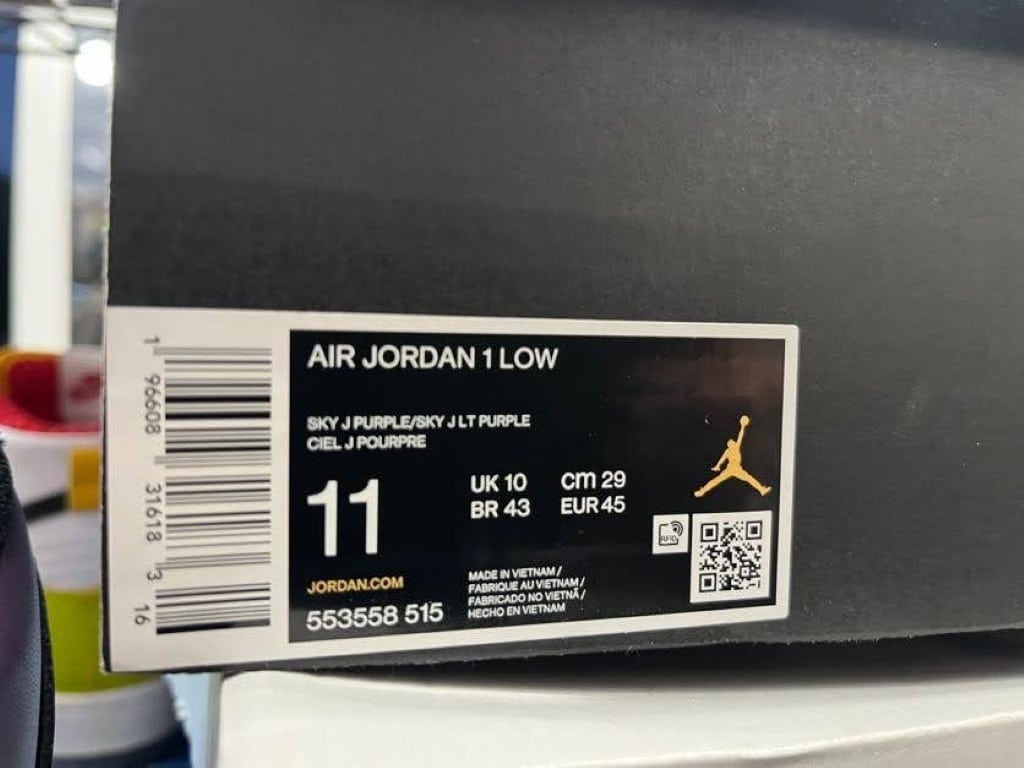 AIR JORDAN 1 LOW
SKY J PURPLE/SKY J LT PURPLE
CIEL J POURPRE
11
UK 10 CM 29
BR 43 EUR 45
RFID
JORDAN.COM
553558 515
MADE IN VIETNAM /
FABRIQUE AU VIETNAM /
FABRICADO NO VIETNÃ /
HECHO EN VIETNAM
1 96608 31618 3 16